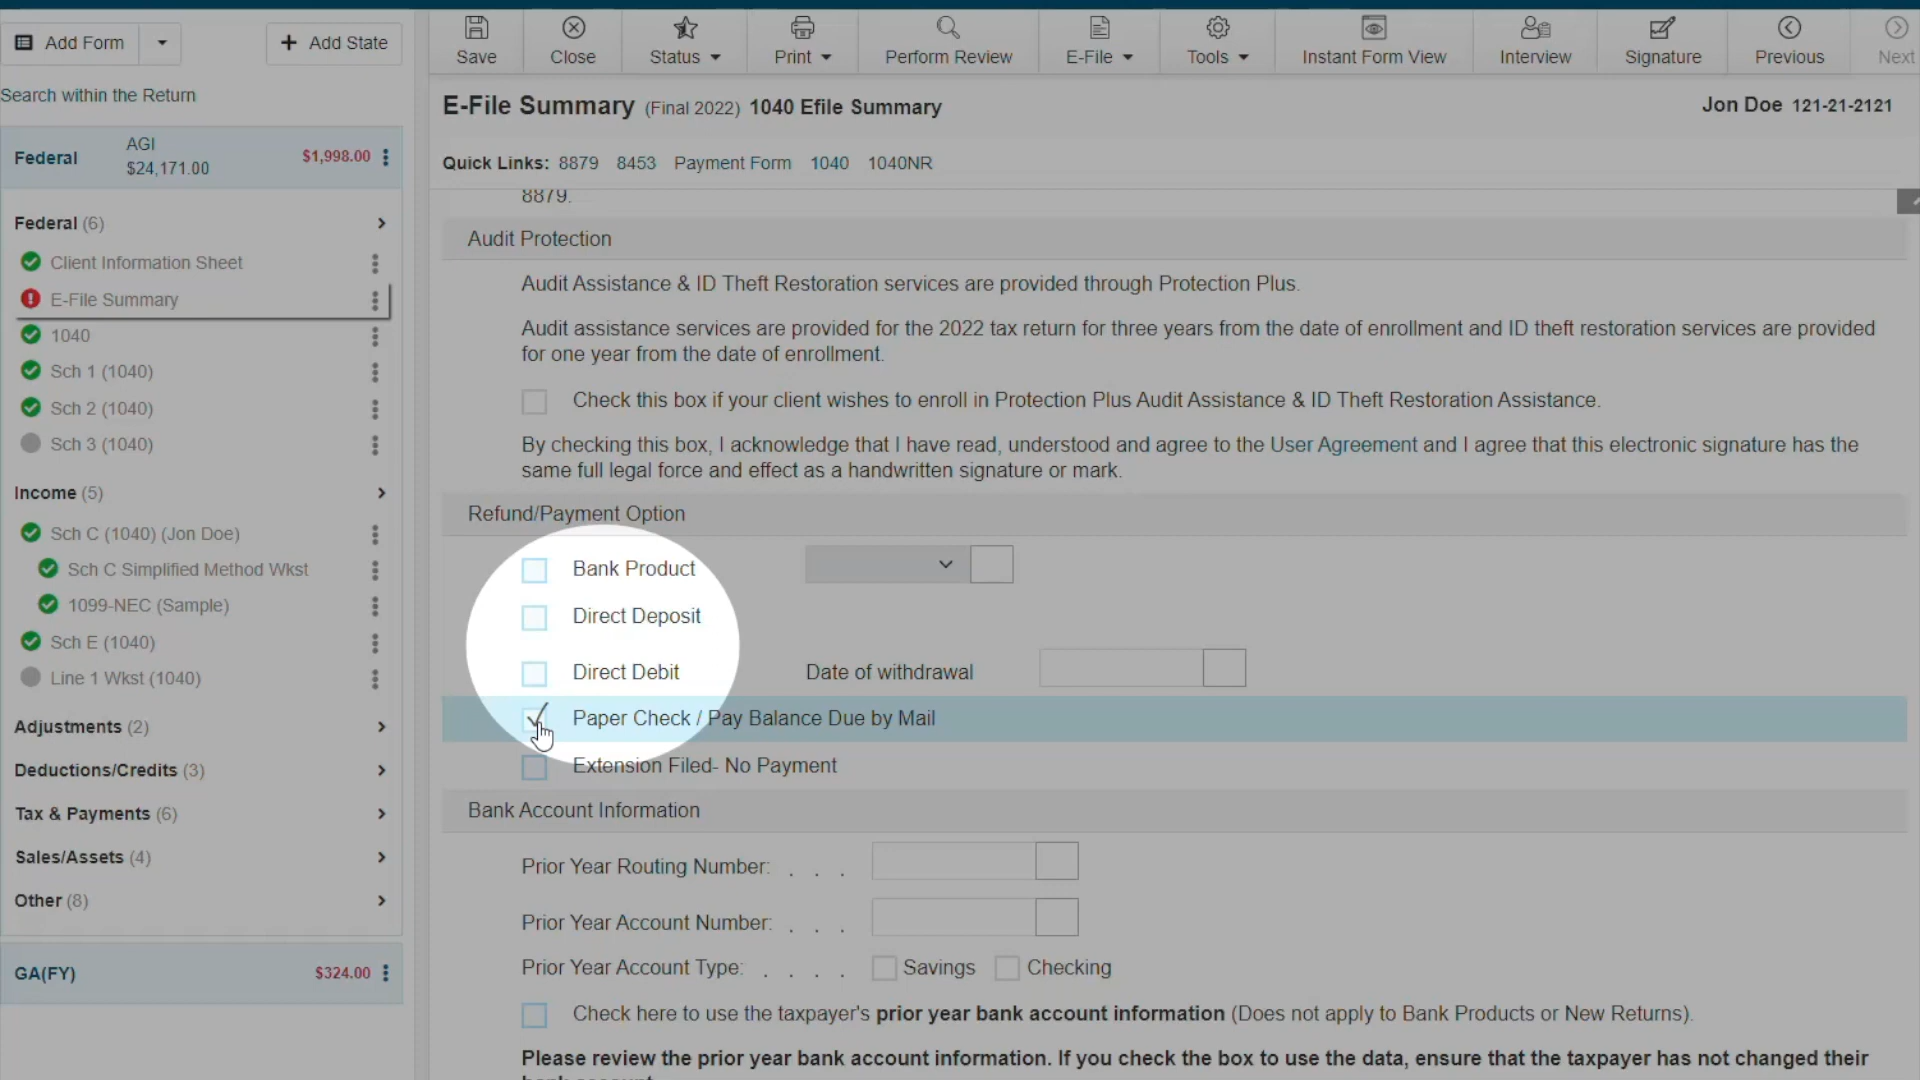 Add Form
Add State
Save
Close
Status
Print
Perform Review
E-File
Tools
Instant Form View
Interview
Signature
Previous
Next
Search within the Return
Federal
AGI
$24,171.00
$1,998.00
Federal (6)
Client Information Sheet
E-File Summary
1040
Sch 1 (1040)
Sch 2 (1040)
Sch 3 (1040)
Income (5)
Sch C (1040) (Jon Doe)
Sch C Simplified Method Wkst
1099-NEC (Sample)
Sch E (1040)
Line 1 Wkst (1040)
Adjustments (2)
Deductions/Credits (3)
Tax & Payments (6)
Sales/Assets (4)
Other (8)
GA(FY)
$324.00
E-File Summary (Final 2022) 1040 Efile Summary
Jon Doe 121-21-2121
Quick Links: 8879 8453 Payment Form 1040 1040NR
8879.
Audit Protection
Audit Assistance & ID Theft Restoration services are provided through Protection Plus.
Audit assistance services are provided for the 2022 tax return for three years from the date of enrollment and ID theft restoration services are provided
for one year from the date of enrollment.
Check this box if your client wishes to enroll in Protection Plus Audit Assistance & ID Theft Restoration Assistance.
By checking this box, I acknowledge that I have read, understood and agree to the User Agreement and I agree that this electronic signature has the
same full legal force and effect as a handwritten signature or mark.
Refund/Payment Option
Bank Product
Direct Deposit
Direct Debit
Date of withdrawal
Paper Check / Pay Balance Due by Mail
Extension Filed- No Payment
Bank Account Information
Prior Year Routing Number: . . .
Prior Year Account Number: . . .
Prior Year Account Type: . . . . Savings Checking
Check here to use the taxpayer's prior year bank account information (Does not apply to Bank Products or New Returns).
Please review the prior year bank account information. If you check the box to use the data, ensure that the taxpayer has not changed their